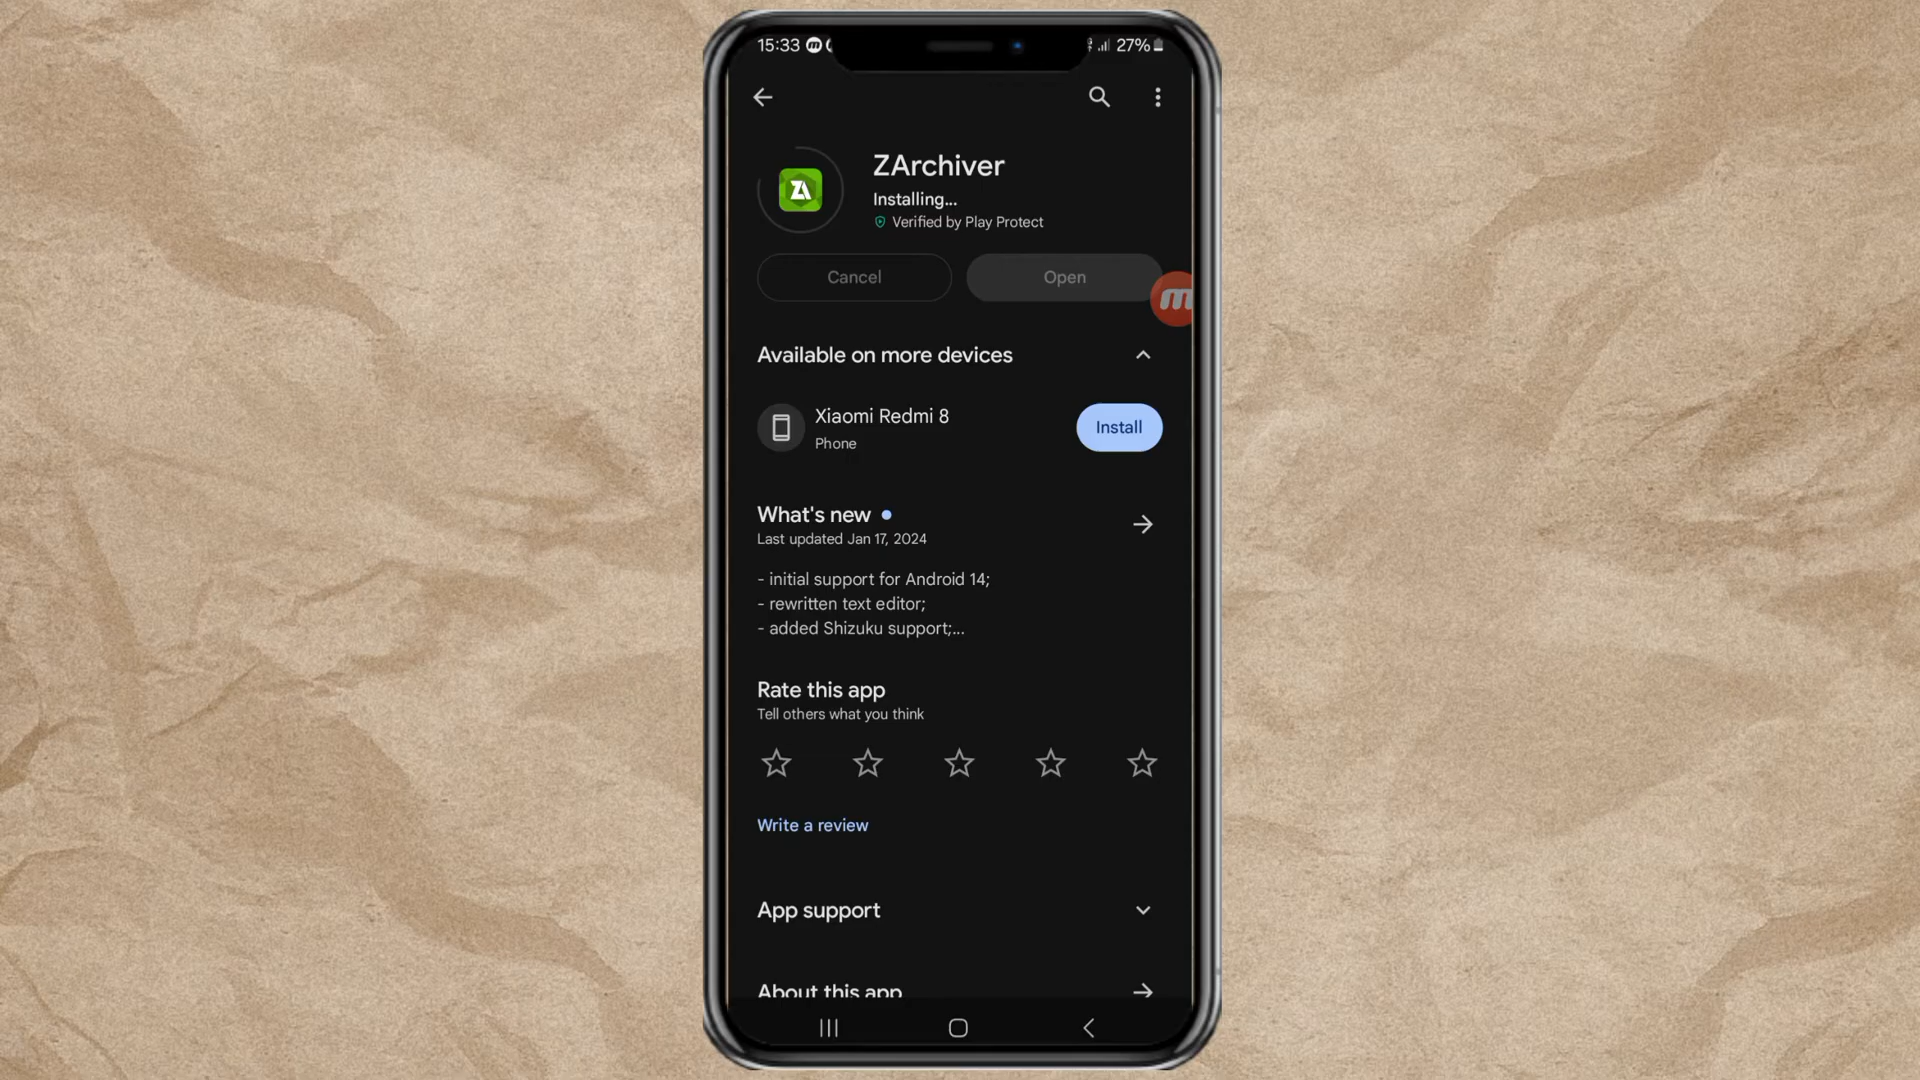 15:33
27%
ZArchiver
Installing...
Verified by Play Protect
Cancel
Open
Available on more devices
Xiaomi Redmi 8
Phone
Install
What's new
Last updated Jan 17, 2024
- initial support for Android 14;
- rewritten text editor;
- added Shizuku support;...
Rate this app
Tell others what you think
Write a review
App support
About this app